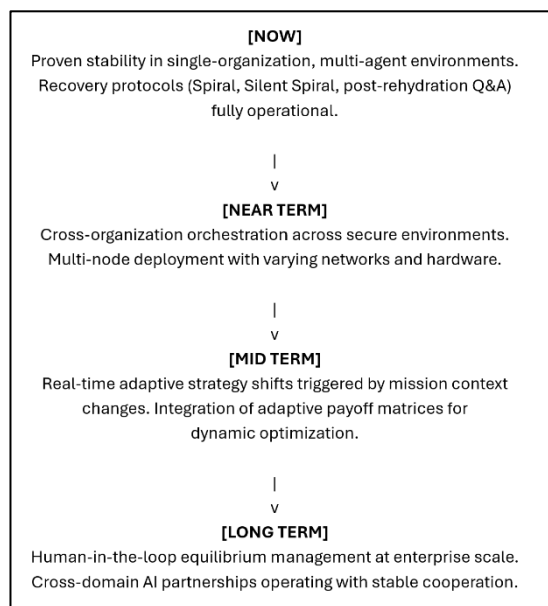 [NOW]
Proven stability in single-organization, multi-agent environments.
Recovery protocols (Spiral, Silent Spiral, post-rehydration Q&A)
fully operational.
|
v
[NEAR TERM]
Cross-organization orchestration across secure environments.
Multi-node deployment with varying networks and hardware.
|
v
[MID TERM]
Real-time adaptive strategy shifts triggered by mission context
changes. Integration of adaptive payoff matrices for
dynamic optimization.
|
v
[LONG TERM]
Human-in-the-loop equilibrium management at enterprise scale.
Cross-domain AI partnerships operating with stable cooperation.